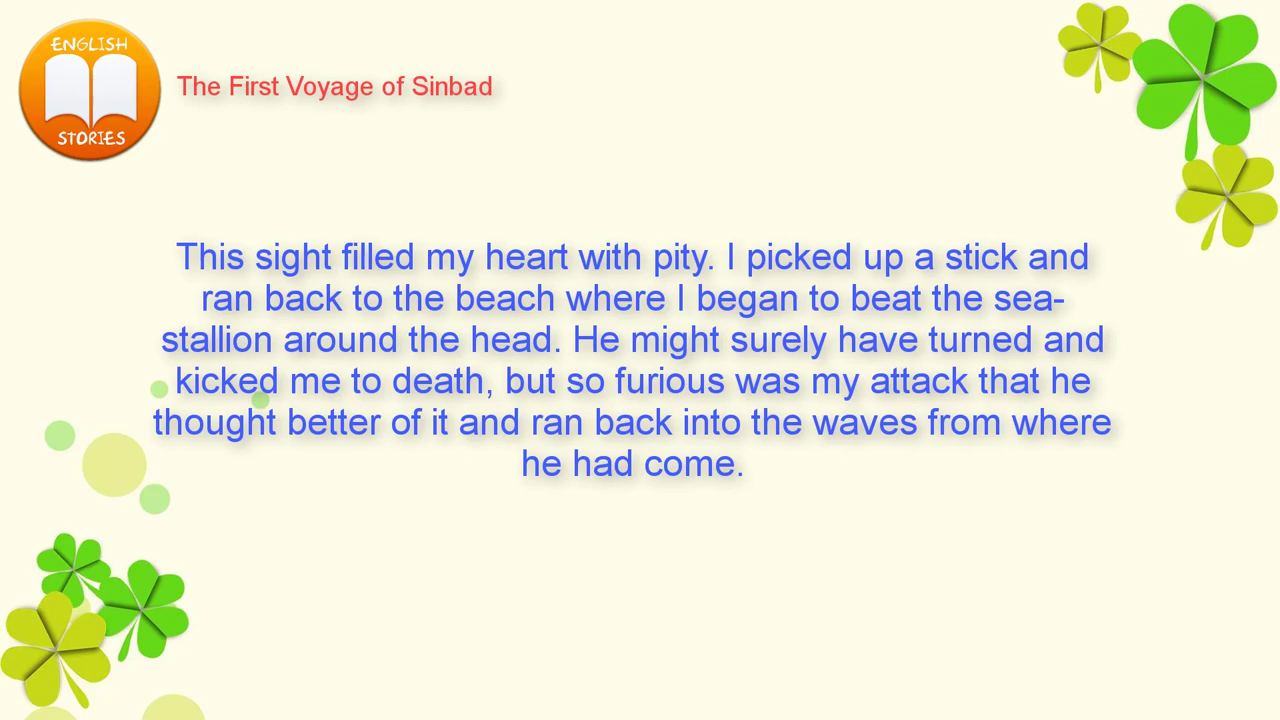 ENGLISH
STORIES
The First Voyage of Sinbad
This sight filled my heart with pity. I picked up a stick and
ran back to the beach where I began to beat the sea-
stallion around the head. He might surely have turned and
kicked me to death, but so furious was my attack that he
thought better of it and ran back into the waves from where
he had come.